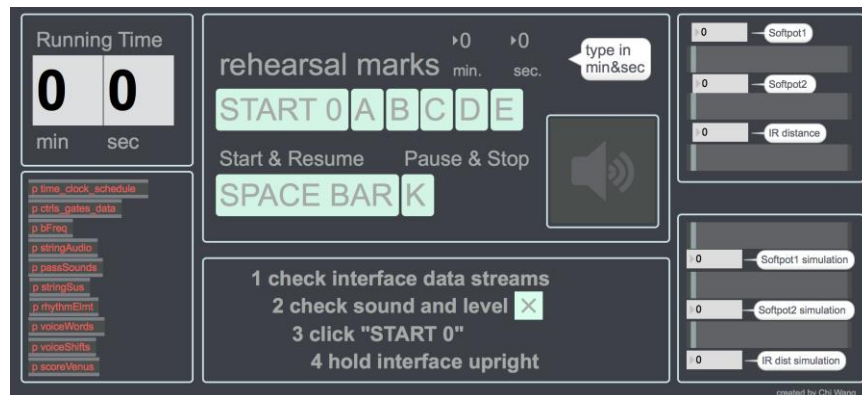 Running Time
0 0
min sec
p time_clock_schedule
p ctrls_gates_data
p bFreq
p stringAudio
p passSounds
p stringSus
p rhythmElmt
p voiceWords
p voiceShifts
p scoreVenus
rehearsal marks 0 min. 0 sec.
type in
min&sec
START 0 A B C D E
Start & Resume Pause & Stop
SPACE BAR K
1 check interface data streams
2 check sound and level
3 click "START 0"
4 hold interface upright
0 Softpot1
0 Softpot2
0 IR distance
0 Softpot1 simulation
0 Softpot2 simulation
0 IR dist simulation
created by Chi Wang